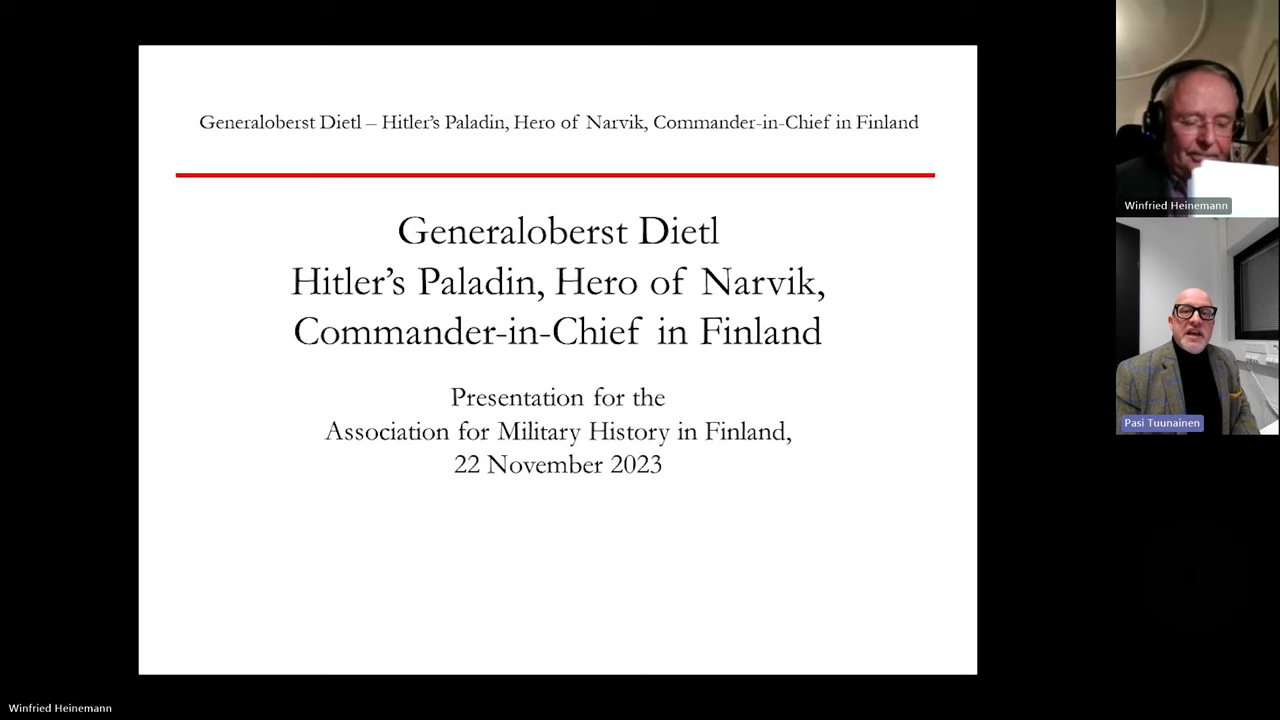 Generaloberst Dietl – Hitler's Paladin, Hero of Narvik, Commander-in-Chief in Finland
Generaloberst Dietl
Hitler's Paladin, Hero of Narvik,
Commander-in-Chief in Finland
Presentation for the
Association for Military History in Finland,
22 November 2023
Winfried Heinemann
Pasi Tuunainen
Winfried Heinemann